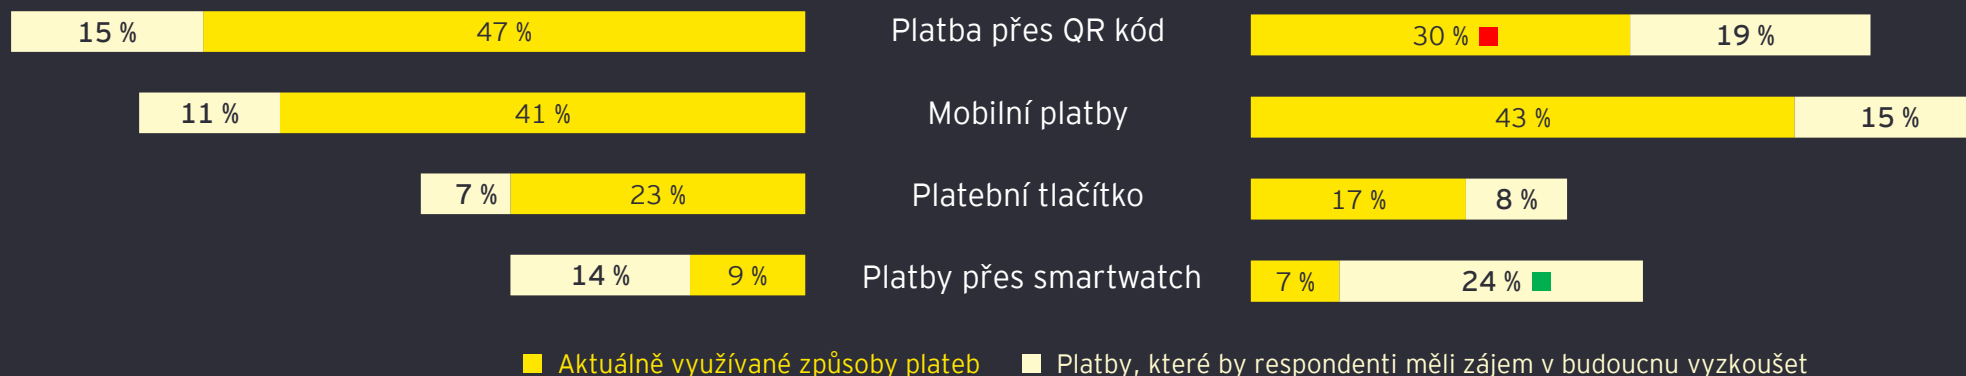 15 % 47 % Platba přes QR kód 30 % 19 %
11 % 41 % Mobilní platby 43 % 15 %
7 % 23 % Platební tlačítko 17 % 8 %
14 % 9 % Platby přes smartwatch 7 % 24 %
Aktuálně využívané způsoby plateb Platby, které by respondenti měli zájem v budoucnu vyzkoušet